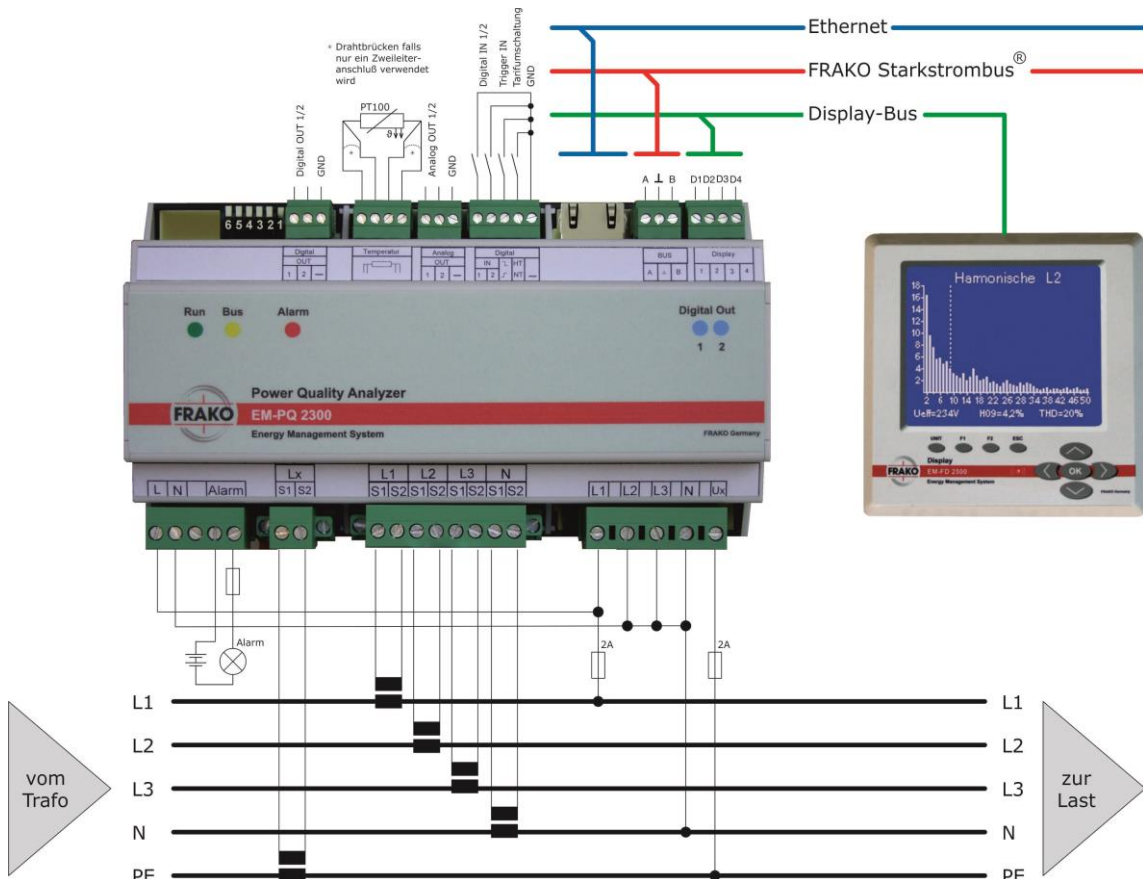 * Drahtbrücken falls
nur ein Zweileiter-
anschluß verwendet
wird
Digital OUT 1/2
GND
PT100
ϑ
*
*
Analog OUT 1/2
GND
Digital IN 1/2
Trigger IN
Tarifumschaltung
GND
Ethernet
FRAKO Starkstrombus®
Display-Bus
A ⊥ B
D1 D2 D3 D4
6 5 4 3 2 1
Digital
OUT
1 2 —
Temperatur
Analog
OUT
1 2 —
Digital
IN HT
1 2 NT —
BUS
A ⊥ B
Display
1 2 3 4
Run Bus Alarm
Digital Out
1 2
FRAKO
Power Quality Analyzer
EM-PQ 2300
Energy Management System
FRAKO Germany
L N Alarm
Lx
S1 S2
L1 L2 L3 N
S1 S2 S1 S2 S1 S2 S1 S2
L1 L2 L3 N Ux
Harmonische L2
18
16
14
12
10
8
6
4
2
2 6 10 14 18 22 26 28 34 38 42 46 50
Ueff=234V H09=4,2% THD=20%
UNIT F1 F2 ESC
FRAKO
Display
EM-FD 2500
Energy Management System
OK
FRAKO Germany
Alarm
2A
2A
vom
Trafo
L1
L2
L3
N
PE
L1
L2
L3
N
PE
zur
Last